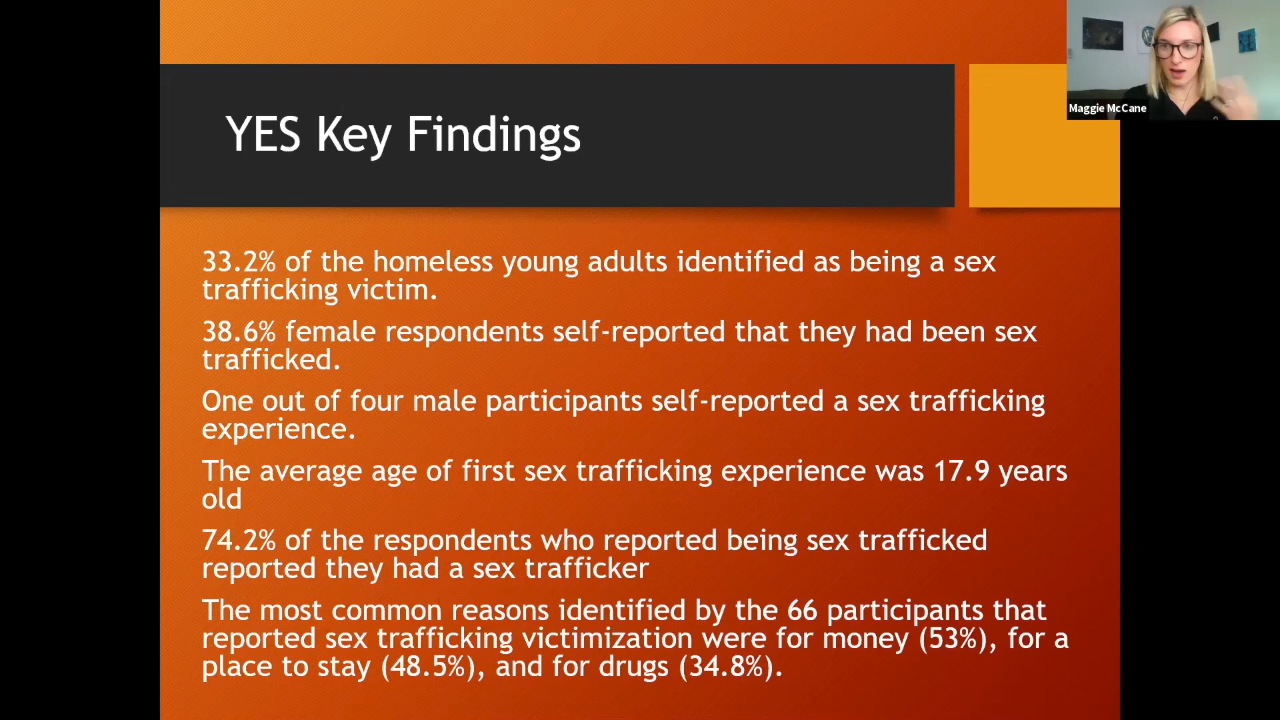 YES Key Findings
Maggie McCane
33.2% of the homeless young adults identified as being a sex
trafficking victim.
38.6% female respondents self-reported that they had been sex
trafficked.
One out of four male participants self-reported a sex trafficking
experience.
The average age of first sex trafficking experience was 17.9 years
old
74.2% of the respondents who reported being sex trafficked
reported they had a sex trafficker
The most common reasons identified by the 66 participants that
reported sex trafficking victimization were for money (53%), for a
place to stay (48.5%), and for drugs (34.8%).